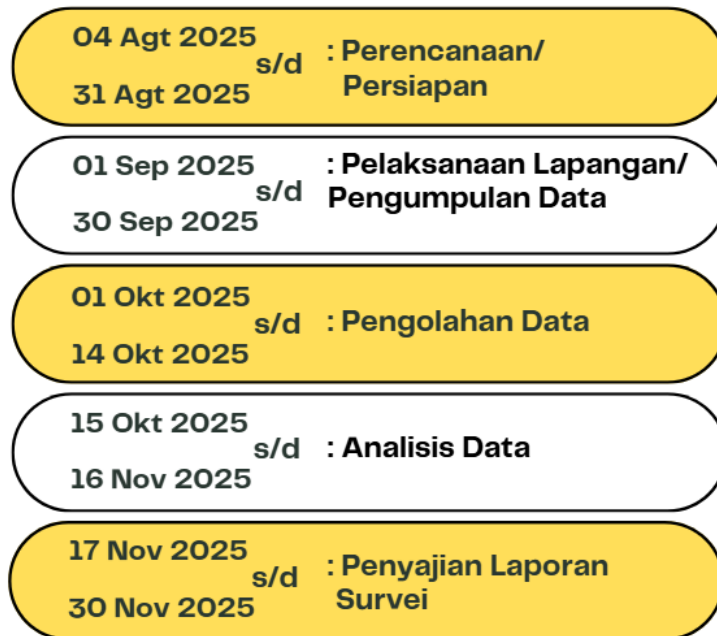 04 Agt 2025
s/d
31 Agt 2025
: Perencanaan/
Persiapan
01 Sep 2025
s/d
30 Sep 2025
: Pelaksanaan Lapangan/
Pengumpulan Data
01 Okt 2025
s/d
14 Okt 2025
: Pengolahan Data
15 Okt 2025
s/d
16 Nov 2025
: Analisis Data
17 Nov 2025
s/d
30 Nov 2025
: Penyajian Laporan
Survei